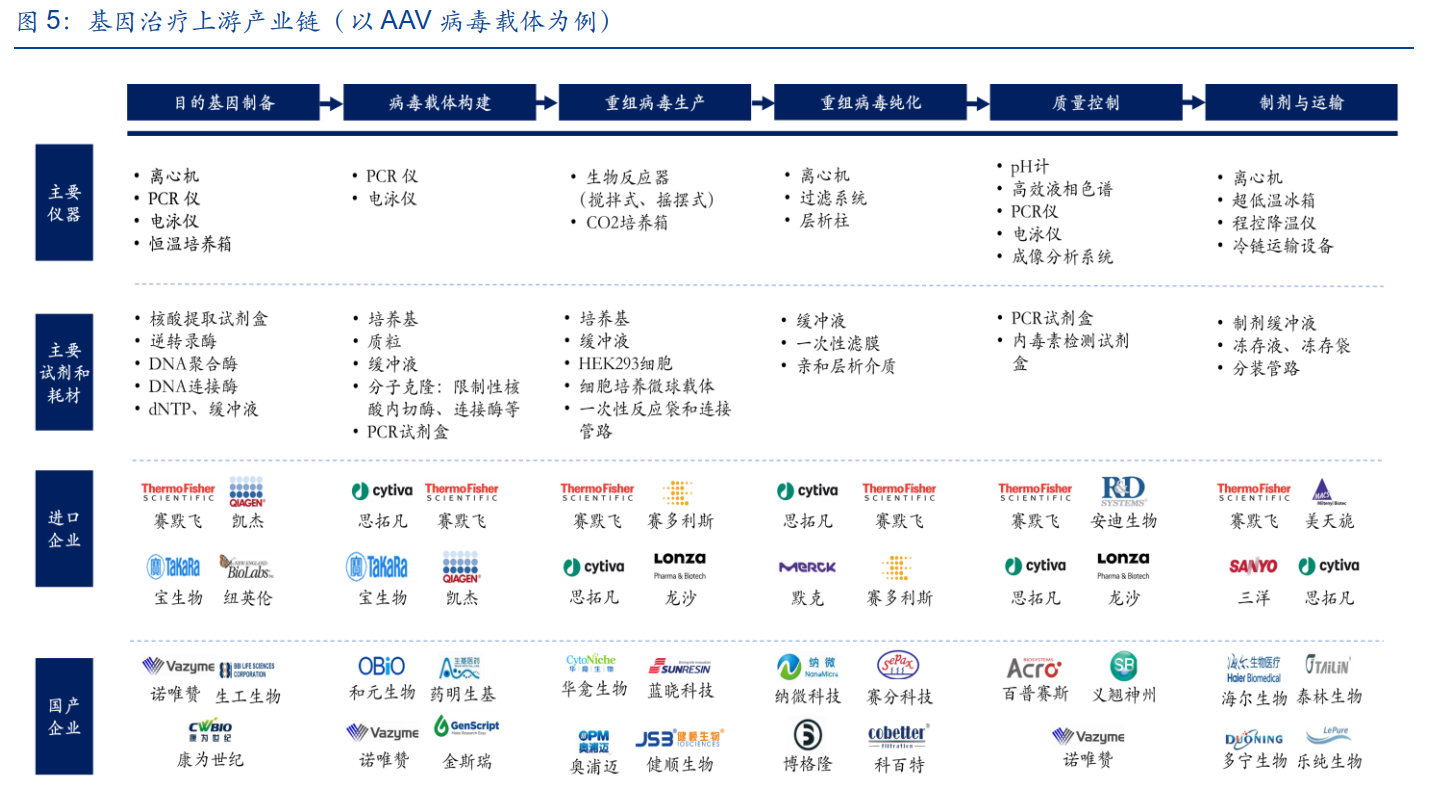 图 5：基因治疗上游产业链（以 AAV 病毒载体为例）
目的基因制备
病毒载体构建
重组病毒生产
重组病毒纯化
质量控制
制剂与运输
主要
仪器
• 离心机
• PCR 仪
• 电泳仪
• 恒温培养箱
• PCR 仪
• 电泳仪
• 生物反应器
（搅拌式、摇摆式）
• CO2培养箱
• 离心机
• 过滤系统
• 层析柱
• pH计
• 高效液相色谱
• PCR仪
• 电泳仪
• 成像分析系统
• 离心机
• 超低温冰箱
• 程控降温仪
• 冷链运输设备
主要
试剂和
耗材
• 核酸提取试剂盒
• 逆转录酶
• DNA聚合酶
• DNA连接酶
• dNTP、缓冲液
• 培养基
• 质粒
• 缓冲液
• 分子克隆：限制性核
酸内切酶、连接酶等
• PCR试剂盒
• 培养基
• 缓冲液
• HEK293细胞
• 细胞培养微球载体
• 一次性反应袋和连接
管路
• 缓冲液
• 一次性滤膜
• 亲和层析介质
• PCR试剂盒
• 内毒素检测试剂
盒
• 制剂缓冲液
• 冻存液、冻存袋
• 分装管路
进口
企业
ThermoFisher
SCIENTIFIC
赛默飞
QIAGEN
凯杰
TaKaRa
宝生物
NEW ENGLAND
BioLabs Inc.
纽英伦
cytiva
思拓凡
ThermoFisher
SCIENTIFIC
赛默飞
TaKaRa
宝生物
QIAGEN
凯杰
ThermoFisher
SCIENTIFIC
赛默飞
赛多利斯
cytiva
思拓凡
Lonza
Pharma & Biotech
龙沙
cytiva
思拓凡
ThermoFisher
SCIENTIFIC
赛默飞
MERCK
默克
赛多利斯
ThermoFisher
SCIENTIFIC
赛默飞
R&D
SYSTEMS
安迪生物
cytiva
思拓凡
Lonza
Pharma & Biotech
龙沙
ThermoFisher
SCIENTIFIC
赛默飞
MACS
Miltenyi Biotec
美天旎
SANYO
三洋
cytiva
思拓凡
国产
企业
Vazyme
诺唯赞
BBI LIFE SCIENCES
CORPORATION
生工生物
CWBIO
康为世纪
康为世纪
OBiO
和元生物
生基医药
药明生基
Vazyme
诺唯赞
GenScript
Make Research Easy
金斯瑞
CytoNiche
华龛生物
华龛生物
SUNRESIN
蓝晓科技
OPM
奥浦迈
奥浦迈
JSB 健顺生物
BIOSCIENCES
健顺生物
纳微
NanoMicro
纳微科技
Sepax
赛分科技
博格隆
cobetter
filtration
科百特
ACRO
BIOSYSTEMS
百普赛斯
SB
义翘神州
Vazyme
诺唯赞
海尔生物医疗
Haier Biomedical
海尔生物
TAILIN
泰林生物
DUONING
多宁生物
LePure
乐纯生物